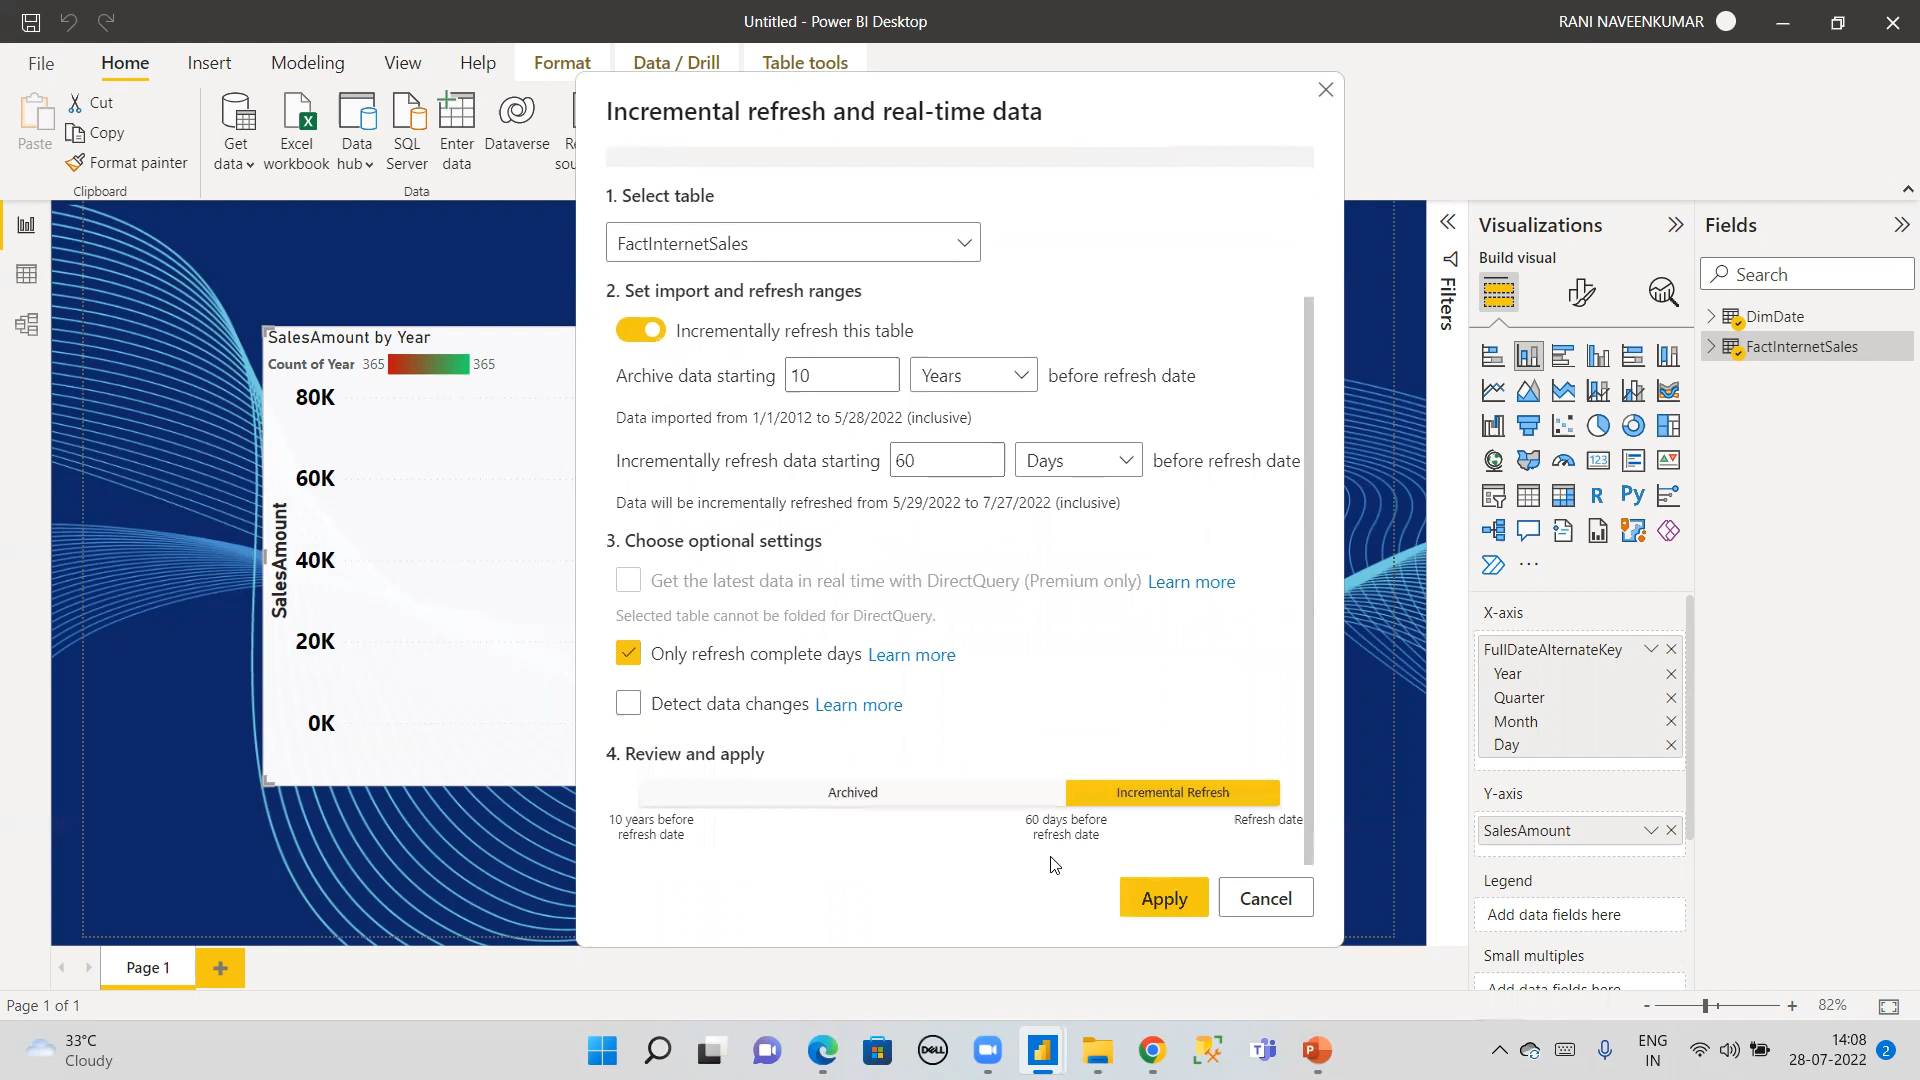 Untitled - Power BI Desktop
RANI NAVEENKUMAR
File
Home
Insert
Modeling
View
Help
Format
Data / Drill
Table tools
Paste
Cut
Copy
Format painter
Clipboard
Get data
Excel workbook
Data hub
SQL Server
Enter data
Dataverse
Data
Incremental refresh and real-time data
1. Select table
FactInternetSales
2. Set import and refresh ranges
Incrementally refresh this table
Archive data starting 10 Years before refresh date
Data imported from 1/1/2012 to 5/28/2022 (inclusive)
Incrementally refresh data starting 60 Days before refresh date
Data will be incrementally refreshed from 5/29/2022 to 7/27/2022 (inclusive)
3. Choose optional settings
Get the latest data in real time with DirectQuery (Premium only) Learn more
Selected table cannot be folded for DirectQuery.
Only refresh complete days Learn more
Detect data changes Learn more
4. Review and apply
Archived
Incremental Refresh
10 years before
refresh date
60 days before
refresh date
Refresh date
Apply
Cancel
SalesAmount by Year
Count of Year 365 365
80K
60K
40K
20K
0K
SalesAmount
Filters
Visualizations
Build visual
123
R
Py
...
X-axis
FullDateAlternateKey
Year
Quarter
Month
Day
Y-axis
SalesAmount
Legend
Add data fields here
Small multiples
Add data fields here
Fields
Search
DimDate
FactInternetSales
Page 1
Page 1 of 1
- + 82%
33°C
Cloudy
DELL
ENG
IN
14:08
28-07-2022
2